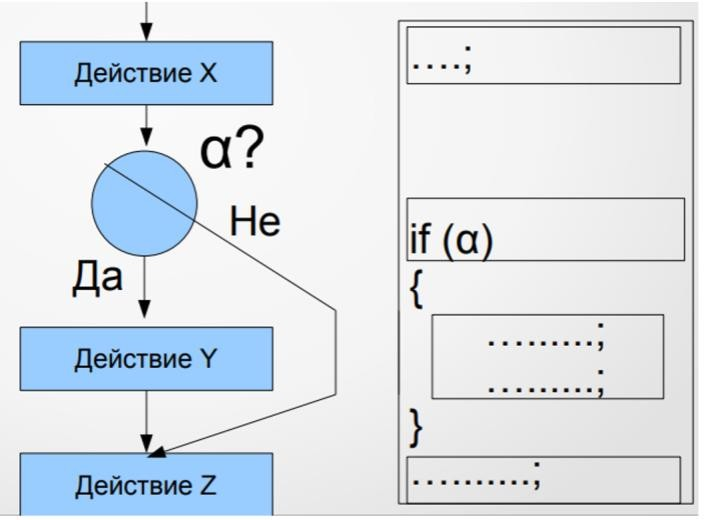 Действие X
α?
Не
Да
Действие Y
Действие Z
….;
if (α)
{
………;
………;
}
……….;